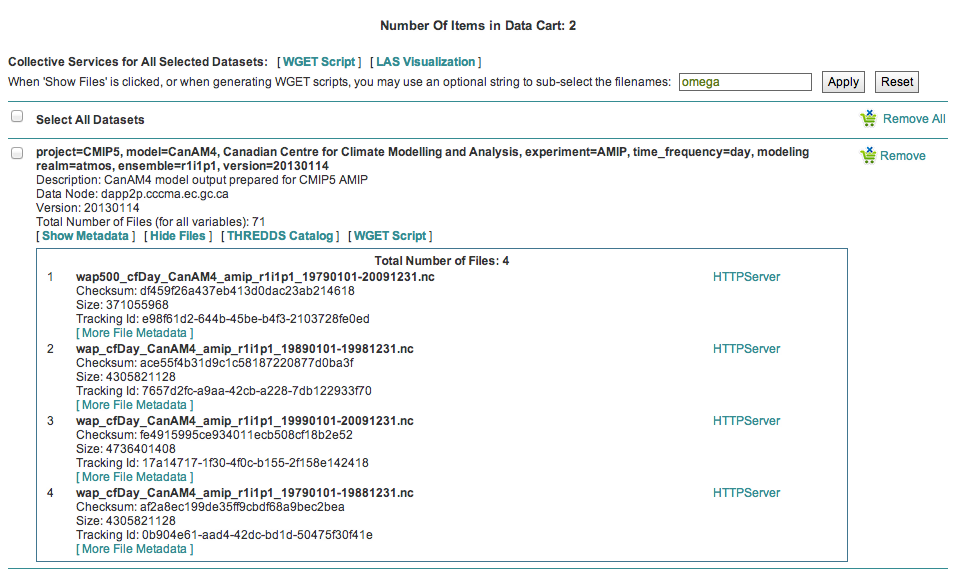 Number Of Items in Data Cart: 2
Collective Services for All Selected Datasets: [ WGET Script ] [ LAS Visualization ]
When 'Show Files' is clicked, or when generating WGET scripts, you may use an optional string to sub-select the filenames: omega Apply Reset
Select All Datasets Remove All
project=CMIP5, model=CanAM4, Canadian Centre for Climate Modelling and Analysis, experiment=AMIP, time_frequency=day, modeling Remove
realm=atmos, ensemble=r1i1p1, version=20130114
Description: CanAM4 model output prepared for CMIP5 AMIP
Data Node: dapp2p.cccma.ec.gc.ca
Version: 20130114
Total Number of Files (for all variables): 71
[ Show Metadata ] [ Hide Files ] [ THREDDS Catalog ] [ WGET Script ]
Total Number of Files: 4
1 wap500_cfDay_CanAM4_amip_r1i1p1_19790101-20091231.nc HTTPServer
Checksum: df459f26a437eb413d0dac23ab214618
Size: 371055968
Tracking Id: e98f61d2-644b-45be-b4f3-2103728fe0ed
[ More File Metadata ]
2 wap_cfDay_CanAM4_amip_r1i1p1_19890101-19981231.nc HTTPServer
Checksum: ace55f4b31d9c1c58187220877d0ba3f
Size: 4305821128
Tracking Id: 7657d2fc-a9aa-42cb-a228-7db122933f70
[ More File Metadata ]
3 wap_cfDay_CanAM4_amip_r1i1p1_19990101-20091231.nc HTTPServer
Checksum: fe4915995ce934011ecb508cf18b2e52
Size: 4736401408
Tracking Id: 17a14717-1f30-4f0c-b155-2f158e142418
[ More File Metadata ]
4 wap_cfDay_CanAM4_amip_r1i1p1_19790101-19881231.nc HTTPServer
Checksum: af2a8ec199de35ff9cbdf68a9bec2bea
Size: 4305821128
Tracking Id: 0b904e61-aad4-42dc-bd1d-50475f30f41e
[ More File Metadata ]